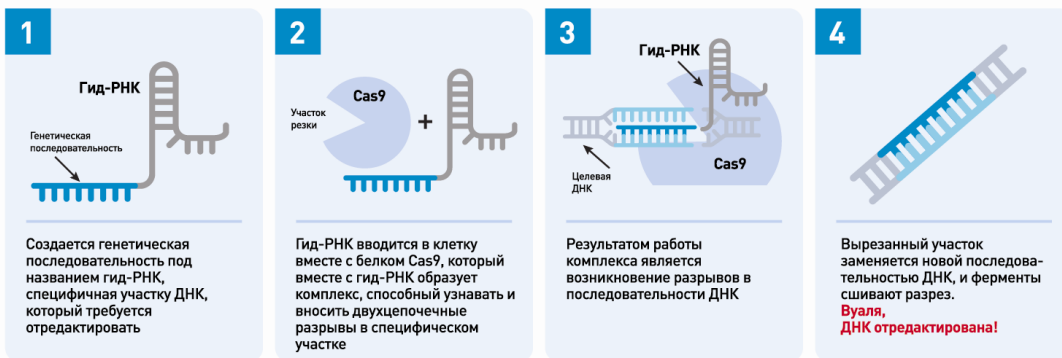 1
Гид-РНК
Генетическая
последовательность
Создается генетическая
последовательность под
названием гид-РНК,
специфичная участку ДНК,
который требуется
отредактировать
2
Cas9
Участок
резки
+
Гид-РНК вводится в клетку
вместе с белком Cas9, который
вместе с гид-РНК образует
комплекс, способный узнавать и
вносить двухцепочечные
разрывы в специфическом
участке
3
Гид-РНК
Cas9
Целевая
ДНК
Результатом работы
комплекса является
возникновение разрывов в
последовательности ДНК
4
Вырезанный участок
заменяется новой последова-
тельностью ДНК, и ферменты
сшивают разрез.
Вуаля,
ДНК отредактирована!